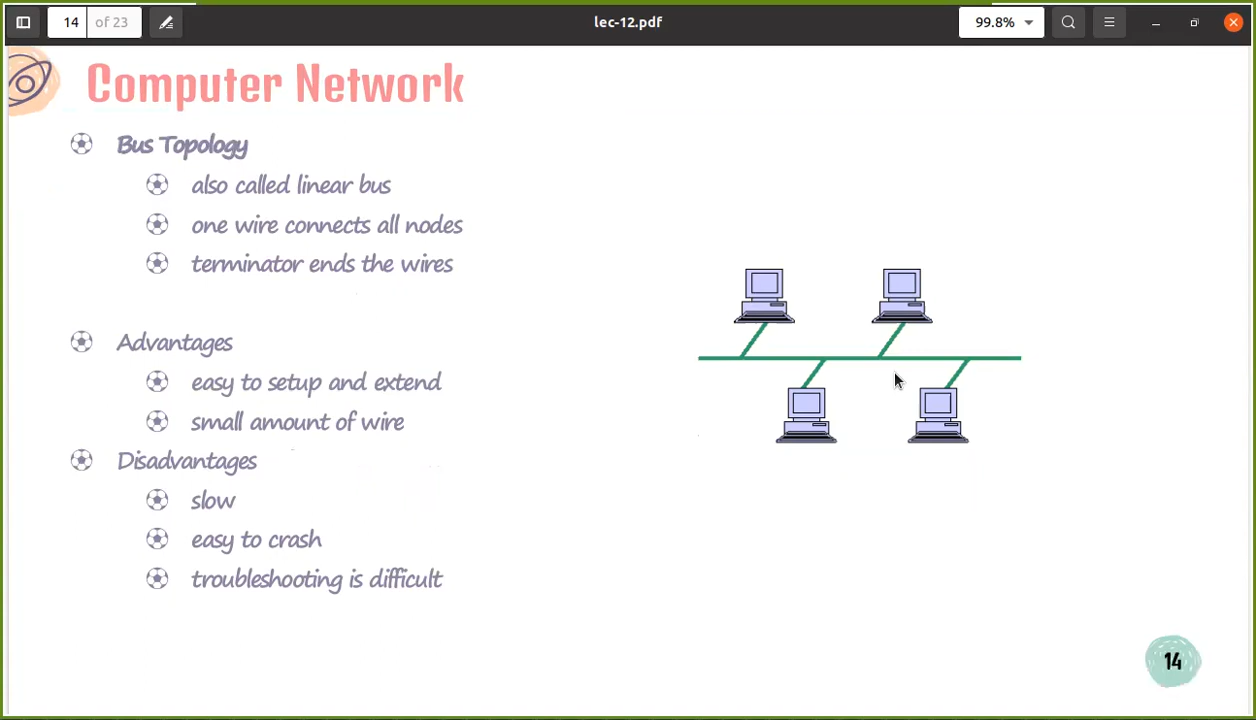 14 of 23
lec-12.pdf
99.8%
Computer Network
Bus Topology
also called linear bus
one wire connects all nodes
terminator ends the wires
Advantages
easy to setup and extend
small amount of wire
Disadvantages
slow
easy to crash
troubleshooting is difficult
14